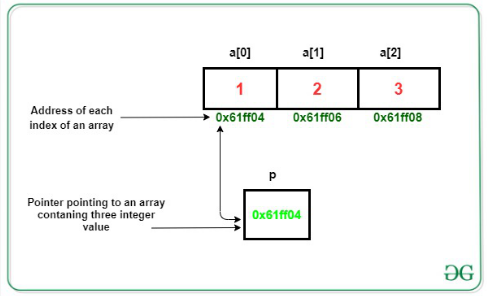 a[0] a[1] a[2]
1 2 3
Address of each
index of an array
0x61ff04 0x61ff06 0x61ff08
p
Pointer pointing to an array
contaning three integer
value
0x61ff04